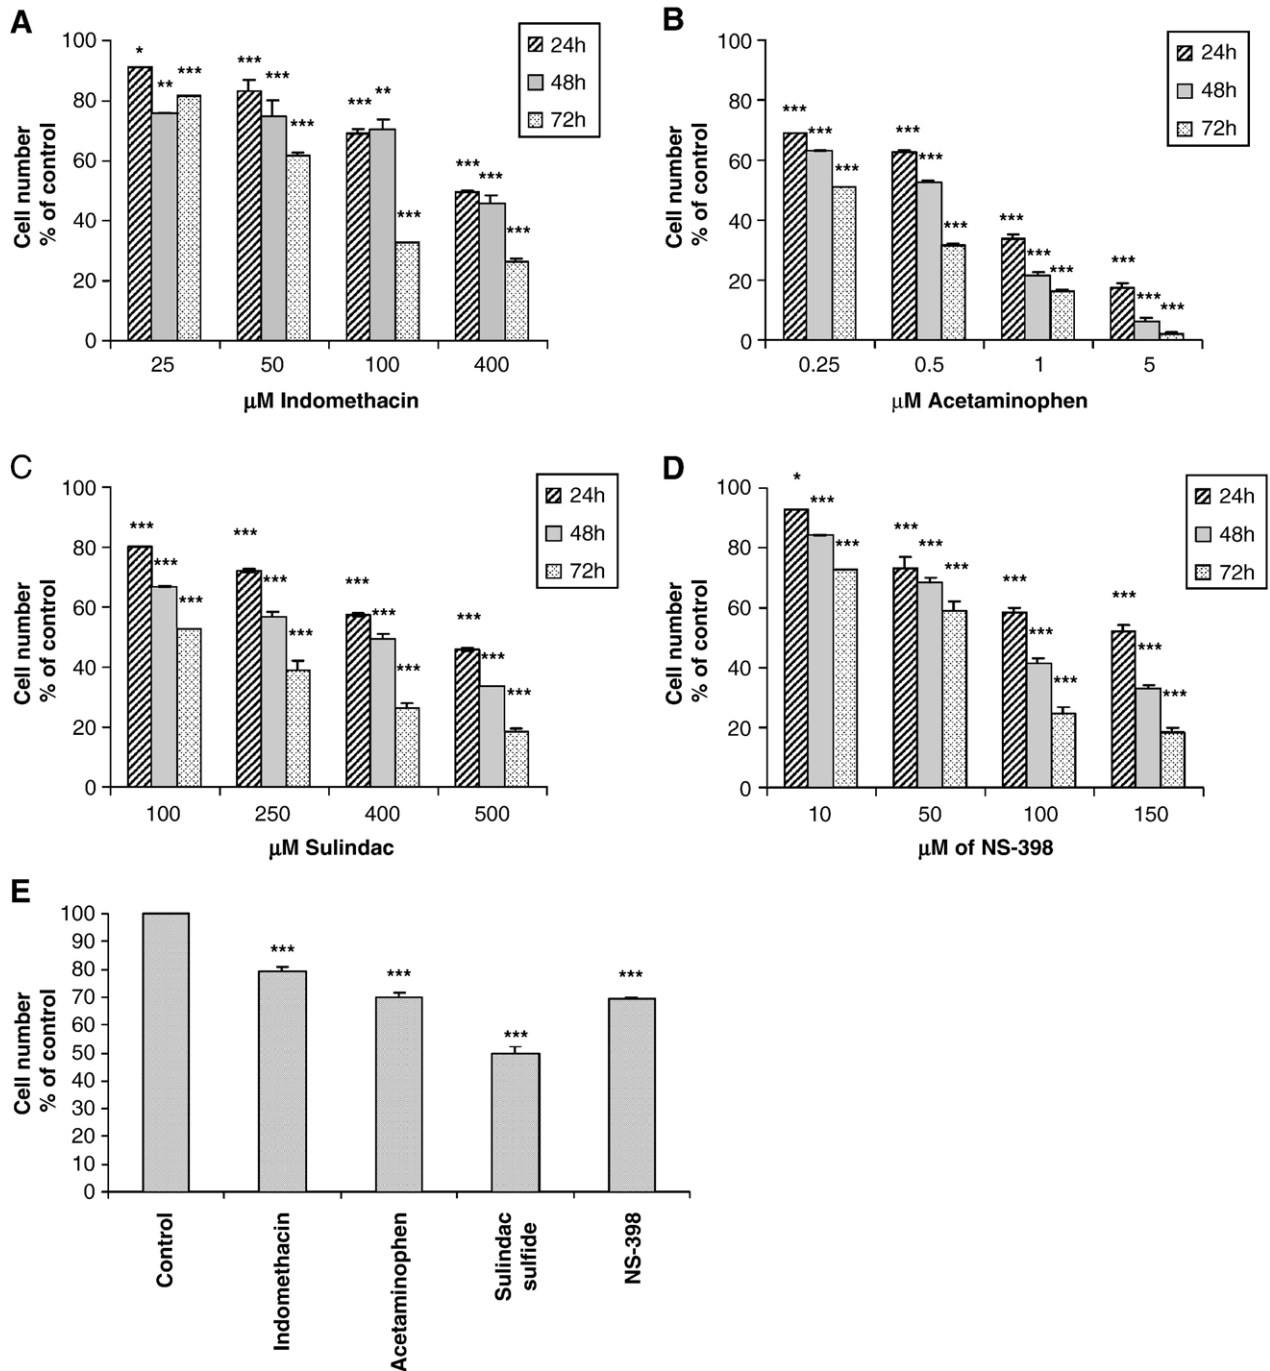 A
100
80
60
40
20
0
Cell number
% of control
* ** ***
*** *** ***
*** ** ***
*** *** ***
24h
48h
72h
25 50 100 400
μM Indomethacin
B
100
80
60
40
20
0
Cell number
% of control
*** *** ***
*** *** ***
*** *** ***
*** *** ***
24h
48h
72h
0.25 0.5 1 5
μM Acetaminophen
C
100
80
60
40
20
0
Cell number
% of control
*** *** ***
*** *** ***
*** *** ***
*** *** ***
24h
48h
72h
100 250 400 500
μM Sulindac
D
100
80
60
40
20
0
Cell number
% of control
* *** ***
*** *** ***
*** *** ***
*** *** ***
24h
48h
72h
10 50 100 150
μM of NS-398
E
100
90
80
70
60
50
40
30
20
10
0
Cell number
% of control
*** *** *** ***
Control
Indomethacin
Acetaminophen
Sulindac
sulfide
NS-398